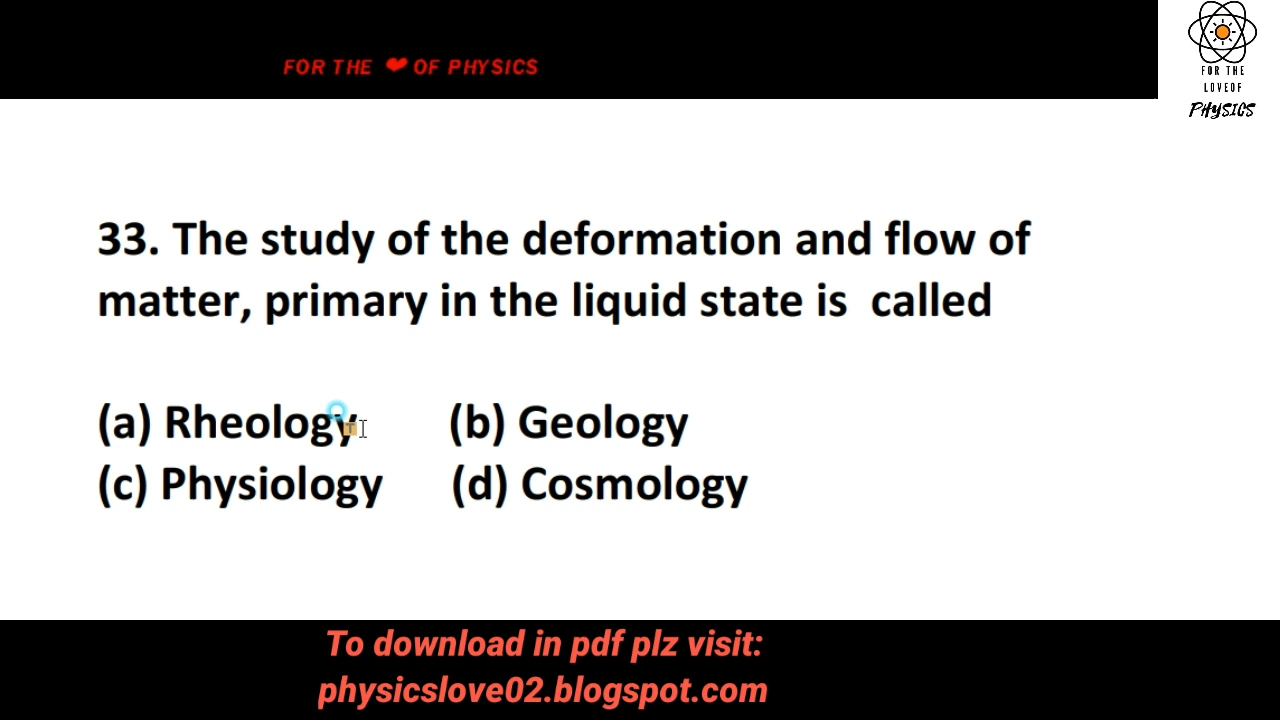 FOR THE ❤ OF PHYSICS
FOR THE
LOVEOF
PHYSICS
33. The study of the deformation and flow of
matter, primary in the liquid state is called
(a) Rheology (b) Geology
(c) Physiology (d) Cosmology
To download in pdf plz visit:
physicslove02.blogspot.com